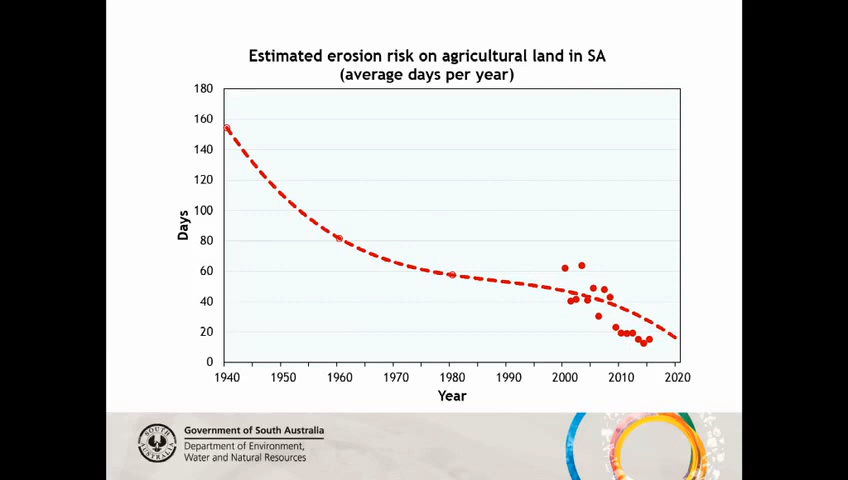 Estimated erosion risk on agricultural land in SA
(average days per year)
180
160
140
120
100
80
60
40
20
0
Days
1940 1950 1960 1970 1980 1990 2000 2010 2020
Year
SOUTH AUSTRALIA
Government of South Australia
Department of Environment,
Water and Natural Resources